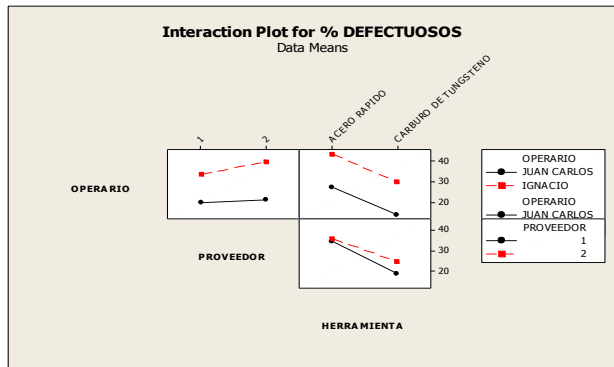 Interaction Plot for % DEFECTUOSOS
Data Means
1
2
ACERO RAPIDO
CARBURO DE TUNGSTENO
OPERARIO
40
30
20
OPERARIO
JUAN CARLOS
IGNACIO
OPERARIO
JUAN CARLOS
PROVEEDOR
40
30
20
PROVEEDOR
1
2
HERRAMIENTA